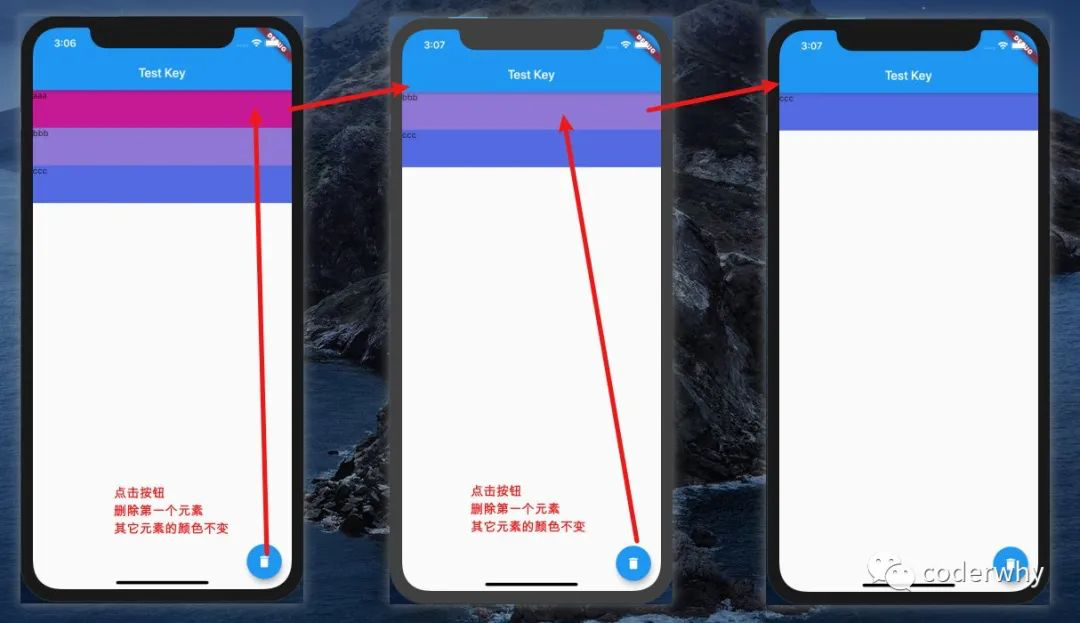 3:06
DEBUG
Test Key
aaa
bbb
ccc
点击按钮
删除第一个元素
其它元素的颜色不变
3:07
DEBUG
Test Key
bbb
ccc
点击按钮
删除第一个元素
其它元素的颜色不变
3:07
DEBUG
Test Key
ccc
coderwhy